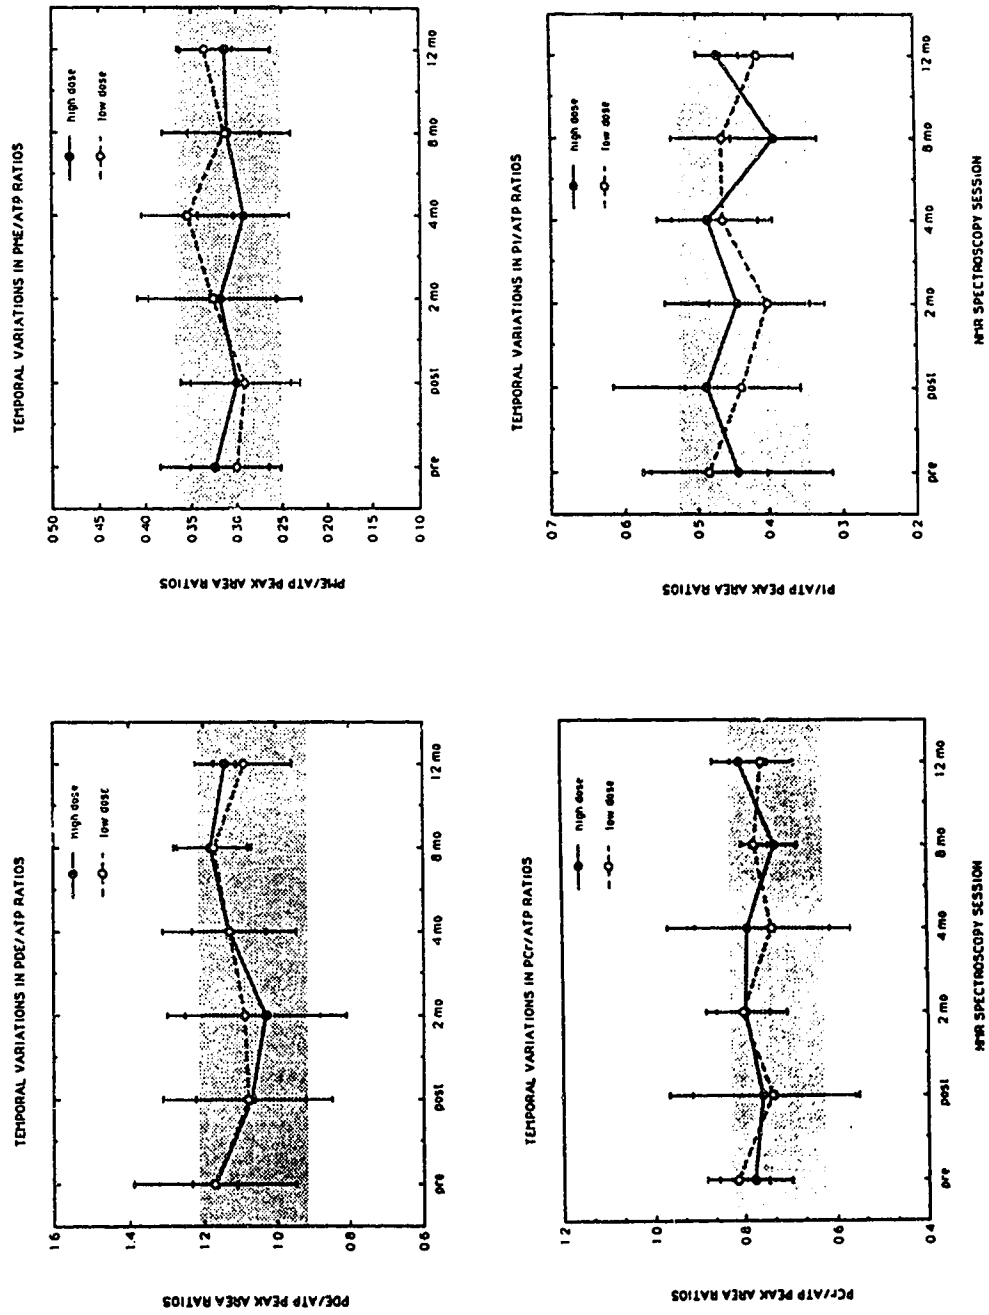 TEMPORAL VARIATIONS IN PDE/ATP RATIOS
high dose
low dose
1.6
1.4
1.2
1.0
0.8
0.6
PDE/ATP PEAK AREA RATIOS
pre
post
2 mo
4 mo
8 mo
12 mo
TEMPORAL VARIATIONS IN PME/ATP RATIOS
high dose
low dose
0.50
0.45
0.40
0.35
0.30
0.25
0.20
0.15
0.10
PME/ATP PEAK AREA RATIOS
pre
post
2 mo
4 mo
8 mo
12 mo
TEMPORAL VARIATIONS IN PCr/ATP RATIOS
high dose
low dose
1.2
1.0
0.8
0.6
0.4
PCr/ATP PEAK AREA RATIOS
pre
post
2 mo
4 mo
8 mo
12 mo
NMR SPECTROSCOPY SESSION
TEMPORAL VARIATIONS IN PI/ATP RATIOS
high dose
low dose
0.7
0.6
0.5
0.4
0.3
0.2
PI/ATP PEAK AREA RATIOS
pre
post
2 mo
4 mo
8 mo
12 mo
NMR SPECTROSCOPY SESSION